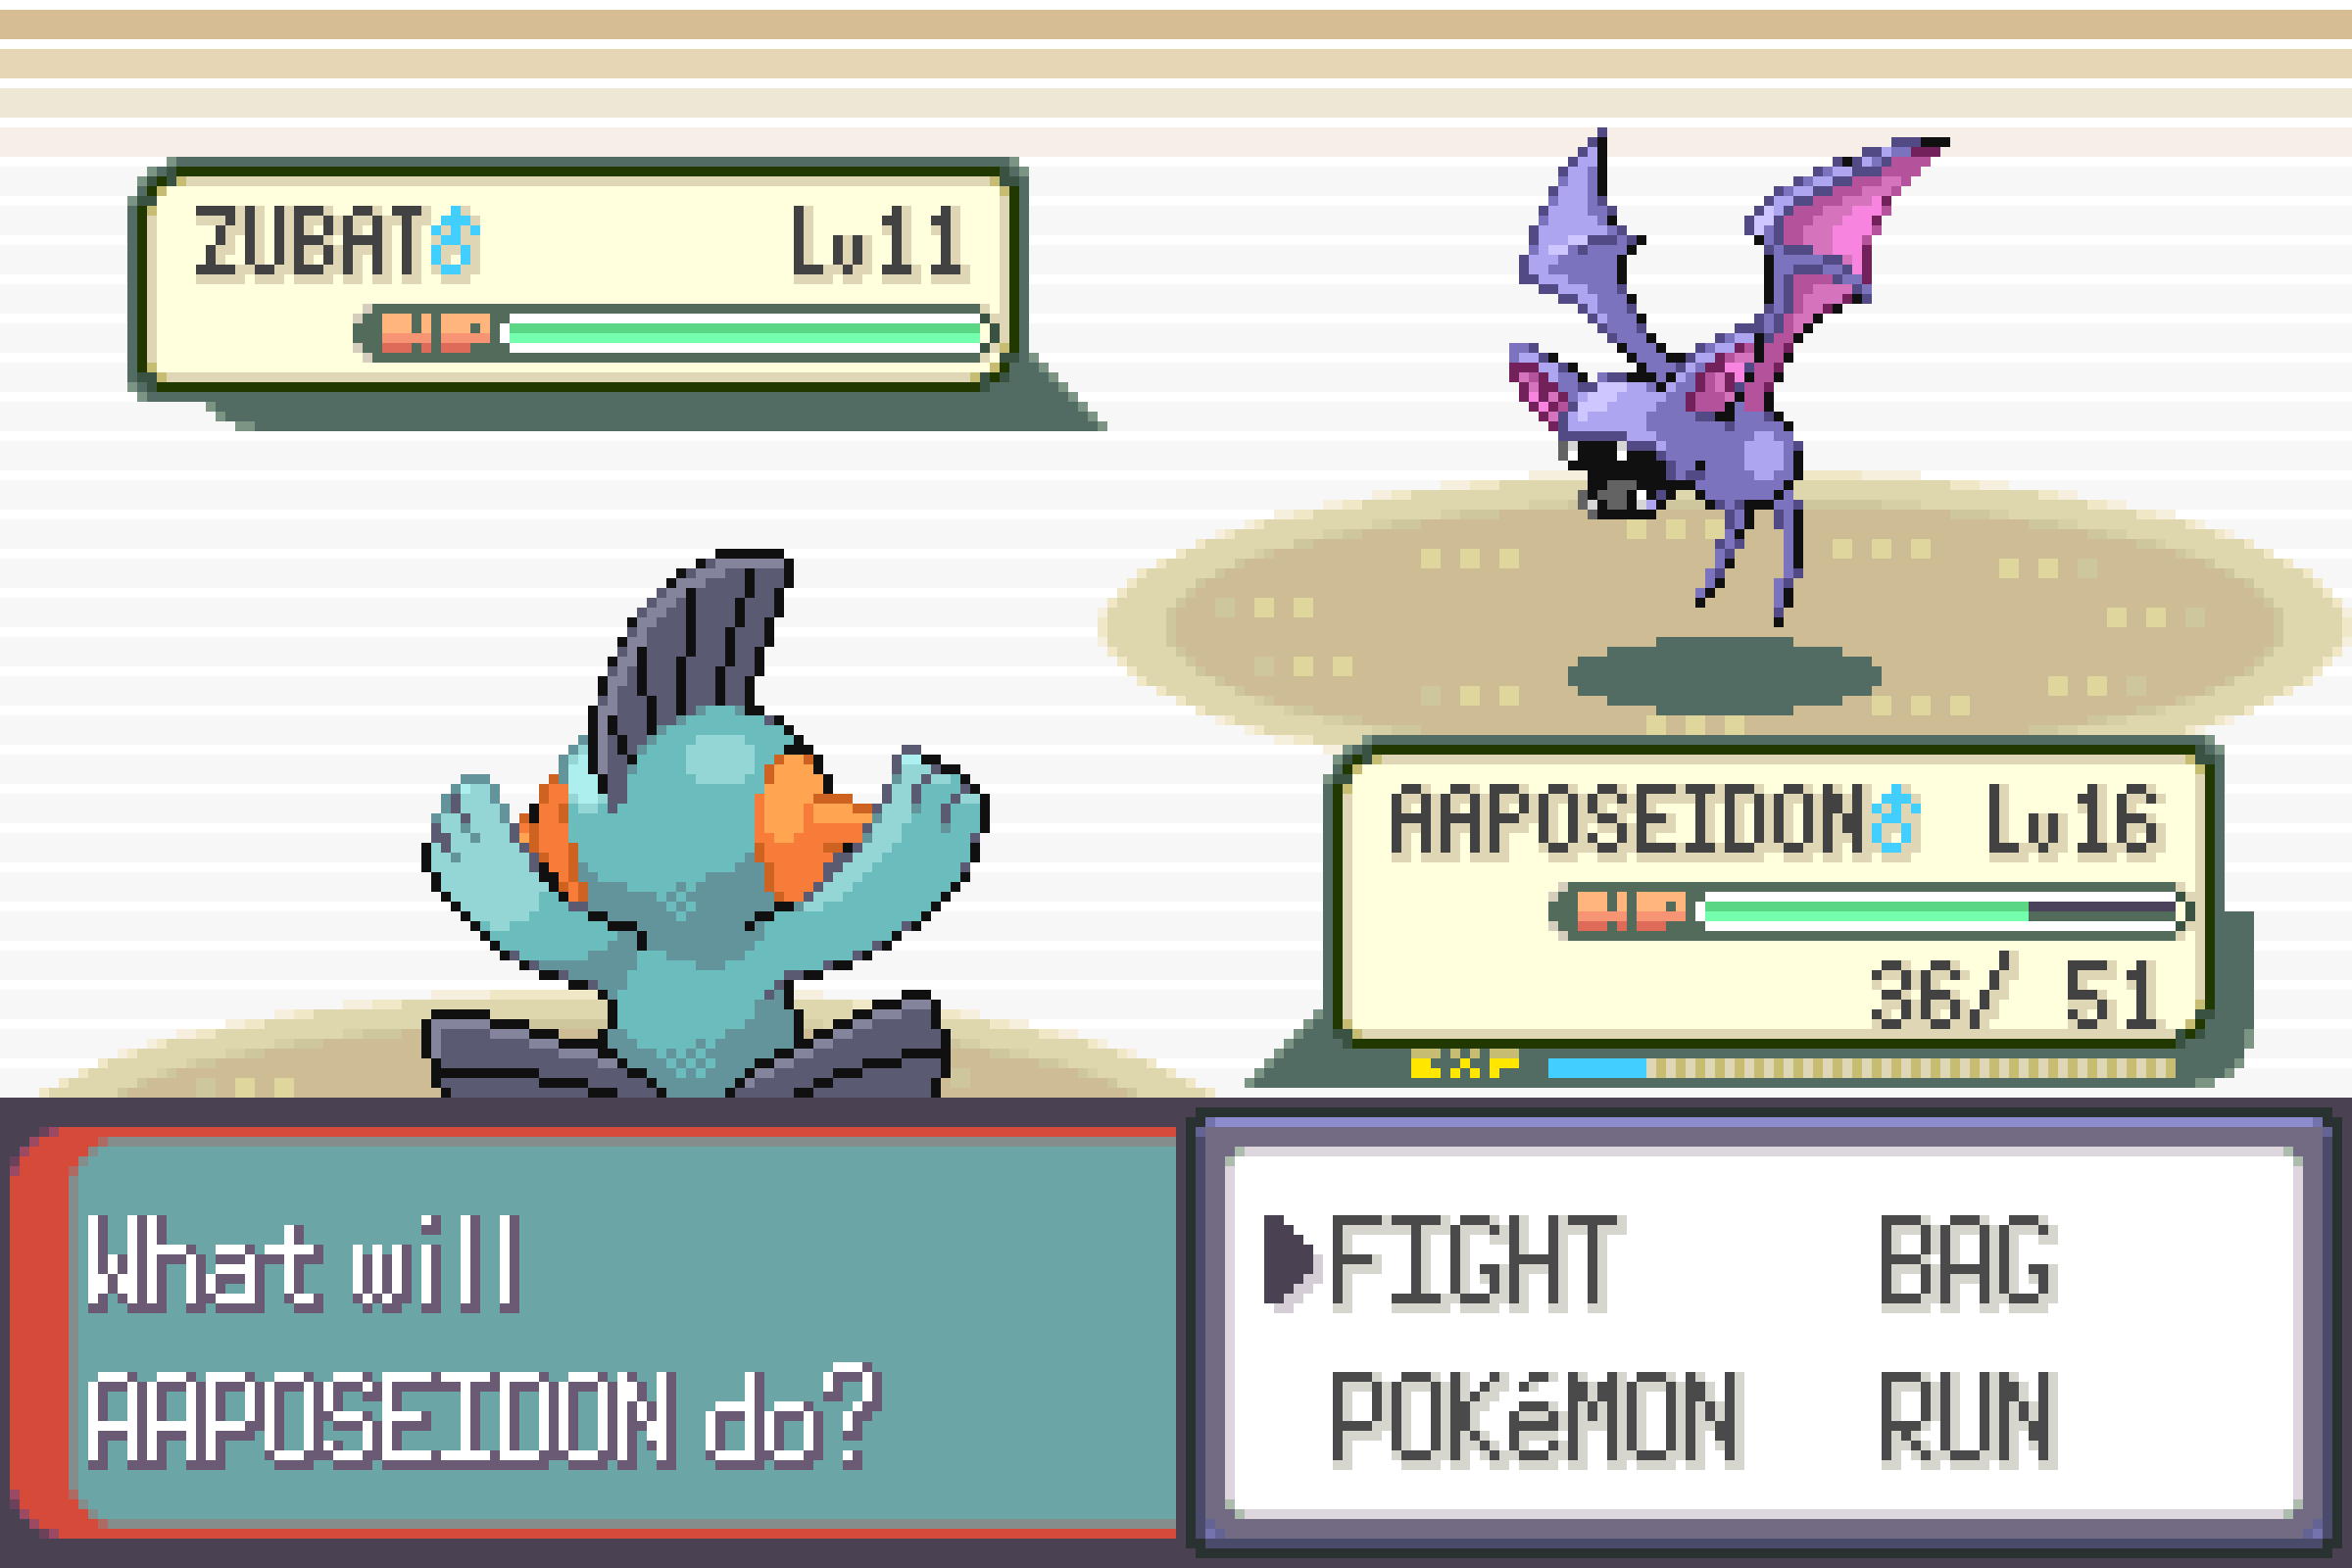 ZUBAT♂ Lv11
HP
AAPOSEIDON♂ Lv16
HP
36/ 51
EXP
What will
AAPOSEIDON do?
FIGHT BAG
POKéMON RUN